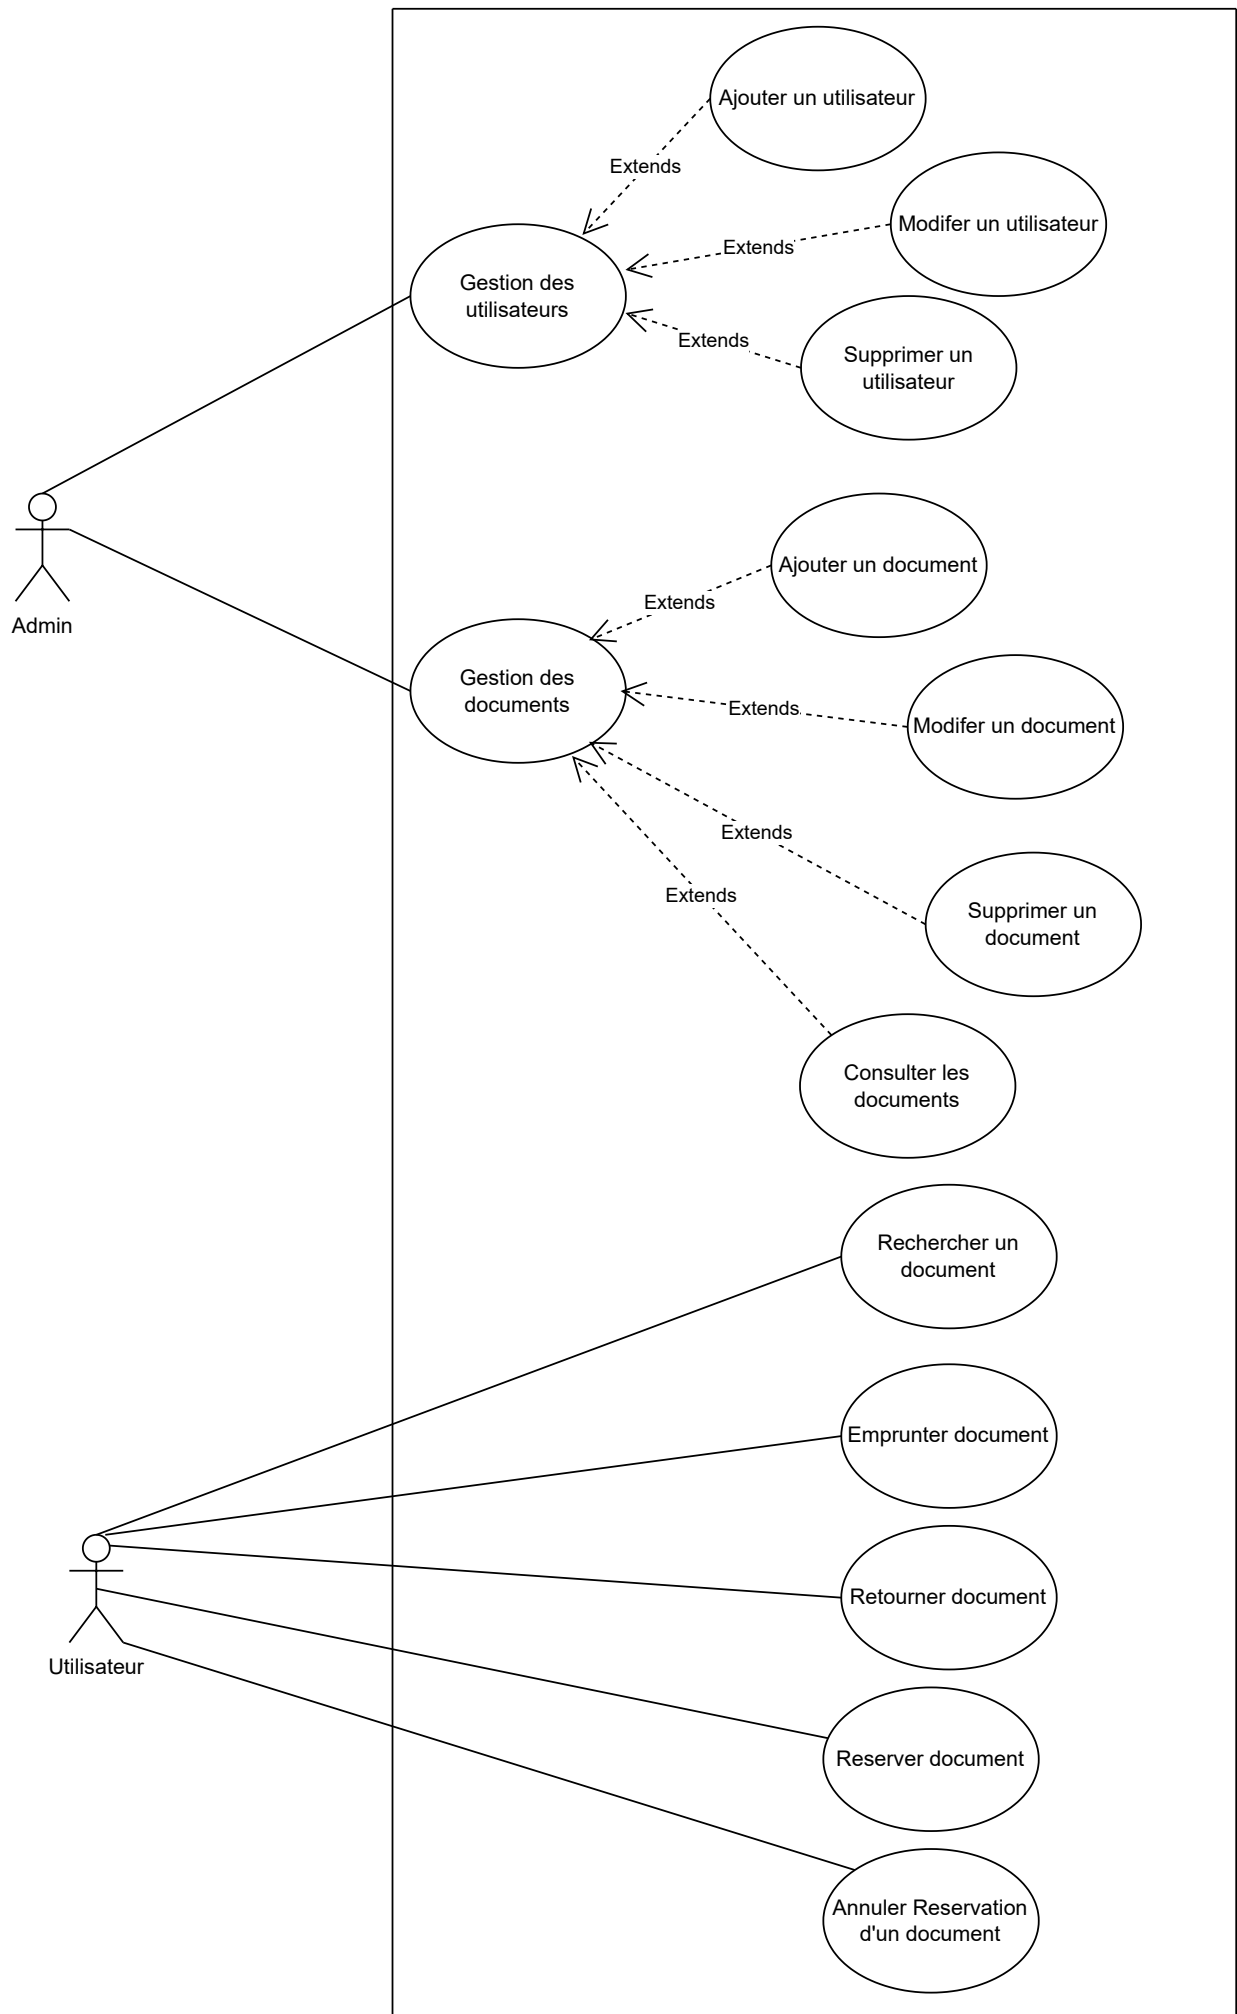 Ajouter un utilisateur
Extends
Modifer un utilisateur
Extends
Gestion des
utilisateurs
Extends
Supprimer un
utilisateur
Admin
Ajouter un document
Extends
Gestion des
documents
Extends
Modifer un document
Extends
Extends
Supprimer un
document
Consulter les
documents
Rechercher un
document
Emprunter document
Retourner document
Utilisateur
Reserver document
Annuler Reservation
d'un document